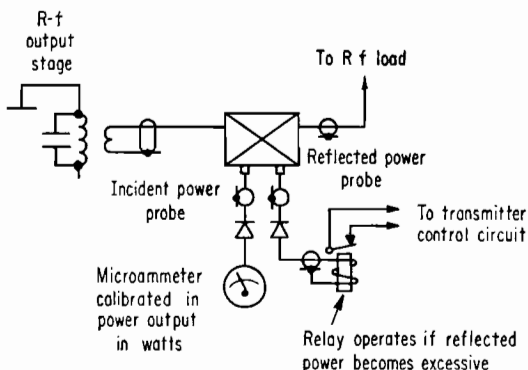 R-f
output
stage
To R f load
Incident power
probe
Reflected power
probe
To transmitter
control circuit
Microammeter
calibrated in
power output
in watts
Relay operates if reflected
power becomes excessive